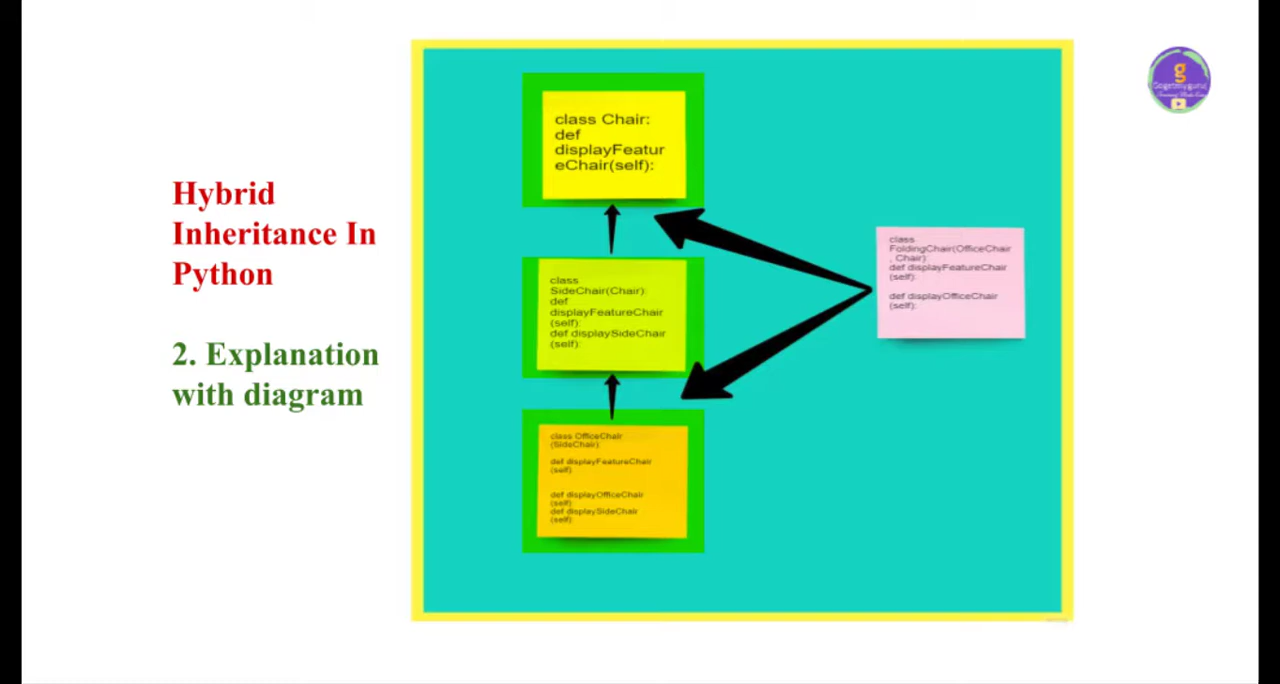 Hybrid
Inheritance In
Python
2. Explanation
with diagram
class Chair:
def
displayFeatur
eChair(self):
class
SideChair(Chair):
def
displayFeatureChair
(self):
def displaySideChair
(self):
class OfficeChair
(SideChair)
def displayFeatureChair
(self)
def displayOfficeChair
(self)
def displaySideChair
(self)
class
FoldingChair(OfficeChair
, Chair):
def displayFeatureChair
(self):
def displayOfficeChair
(self):
g